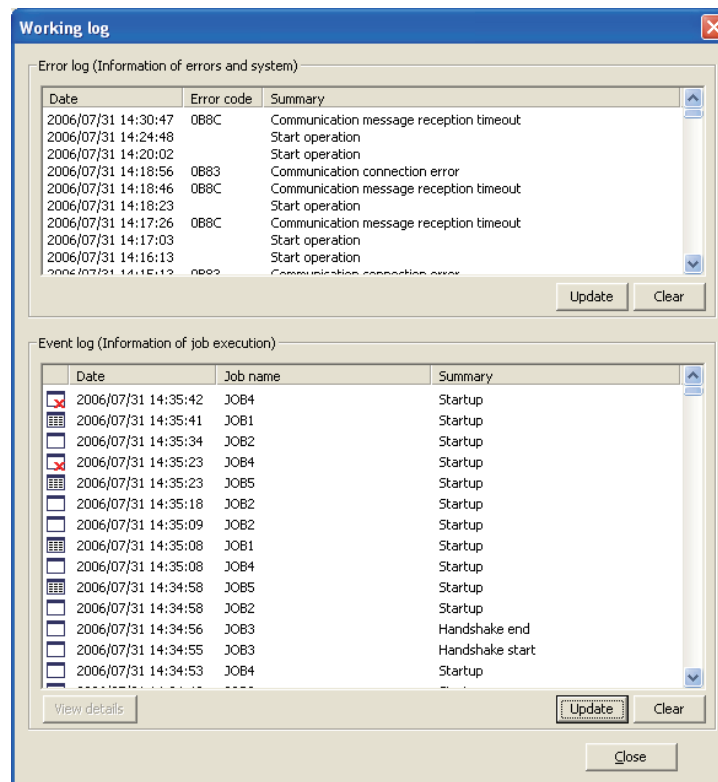 Working log
Error log (Information of errors and system)
Date Error code Summary
2006/07/31 14:30:47 0B8C Communication message reception timeout
2006/07/31 14:24:48 Start operation
2006/07/31 14:20:02 Start operation
2006/07/31 14:18:56 0B83 Communication connection error
2006/07/31 14:18:46 0B8C Communication message reception timeout
2006/07/31 14:18:23 Start operation
2006/07/31 14:17:26 0B8C Communication message reception timeout
2006/07/31 14:17:03 Start operation
2006/07/31 14:16:13 Start operation
2006/07/31 14:15:13 0B83 Communication connection error
Update Clear
Event log (Information of job execution)
Date Job name Summary
2006/07/31 14:35:42 JOB4 Startup
2006/07/31 14:35:41 JOB1 Startup
2006/07/31 14:35:34 JOB2 Startup
2006/07/31 14:35:23 JOB4 Startup
2006/07/31 14:35:23 JOB5 Startup
2006/07/31 14:35:18 JOB2 Startup
2006/07/31 14:35:09 JOB2 Startup
2006/07/31 14:35:08 JOB1 Startup
2006/07/31 14:35:08 JOB4 Startup
2006/07/31 14:34:58 JOB5 Startup
2006/07/31 14:34:58 JOB2 Startup
2006/07/31 14:34:56 JOB3 Handshake end
2006/07/31 14:34:55 JOB3 Handshake start
2006/07/31 14:34:53 JOB4 Startup
View details Update Clear
Close